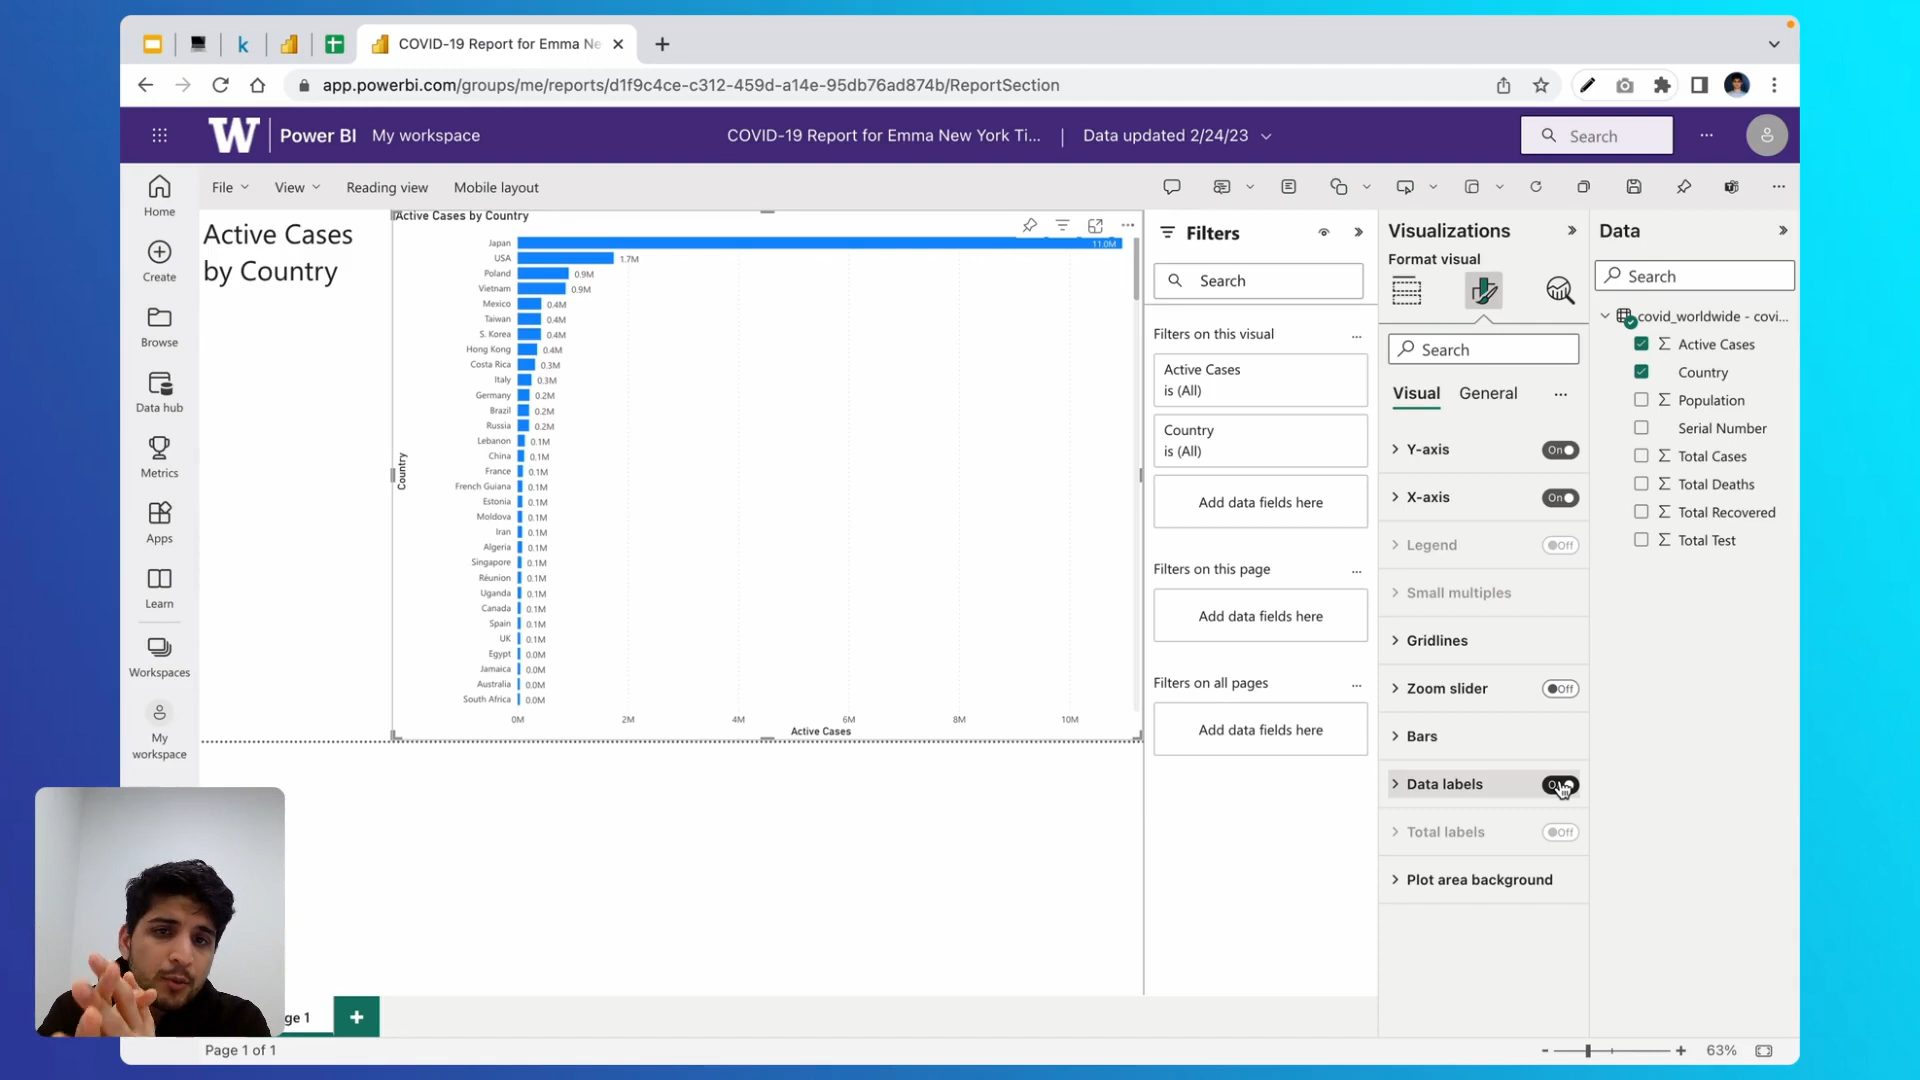 k
COVID-19 Report for Emma Ne
app.powerbi.com/groups/me/reports/d1f9c4ce-c312-459d-a14e-95db76ad874b/ReportSection
W Power BI My workspace
COVID-19 Report for Emma New York Ti... | Data updated 2/24/23
Search
File View Reading view Mobile layout
Home
Create
Browse
Data hub
Metrics
Apps
Learn
Workspaces
My
workspace
Active Cases
by Country
Active Cases by Country
Japan 11.0M
USA 1.7M
Poland 0.9M
Vietnam 0.9M
Mexico 0.4M
Taiwan 0.4M
S. Korea 0.4M
Hong Kong 0.4M
Costa Rica 0.3M
Italy 0.3M
Germany 0.2M
Brazil 0.2M
Russia 0.2M
Lebanon 0.1M
China 0.1M
France 0.1M
French Guiana 0.1M
Estonia 0.1M
Moldova 0.1M
Iran 0.1M
Algeria 0.1M
Singapore 0.1M
Réunion 0.1M
Uganda 0.1M
Canada 0.1M
Spain 0.1M
UK 0.1M
Egypt 0.0M
Jamaica 0.0M
Australia 0.0M
South Africa 0.0M
Country
0M 2M 4M 6M 8M 10M
Active Cases
Filters
Search
Filters on this visual
Active Cases
is (All)
Country
is (All)
Add data fields here
Filters on this page
Add data fields here
Filters on all pages
Add data fields here
Visualizations
Format visual
Search
Visual General
Y-axis On
X-axis On
Legend Off
Small multiples
Gridlines
Zoom slider Off
Bars
Data labels
Total labels Off
Plot area background
Data
Search
covid_worldwide - covi...
Active Cases
Country
Population
Serial Number
Total Cases
Total Deaths
Total Recovered
Total Test
ge 1
Page 1 of 1
63%